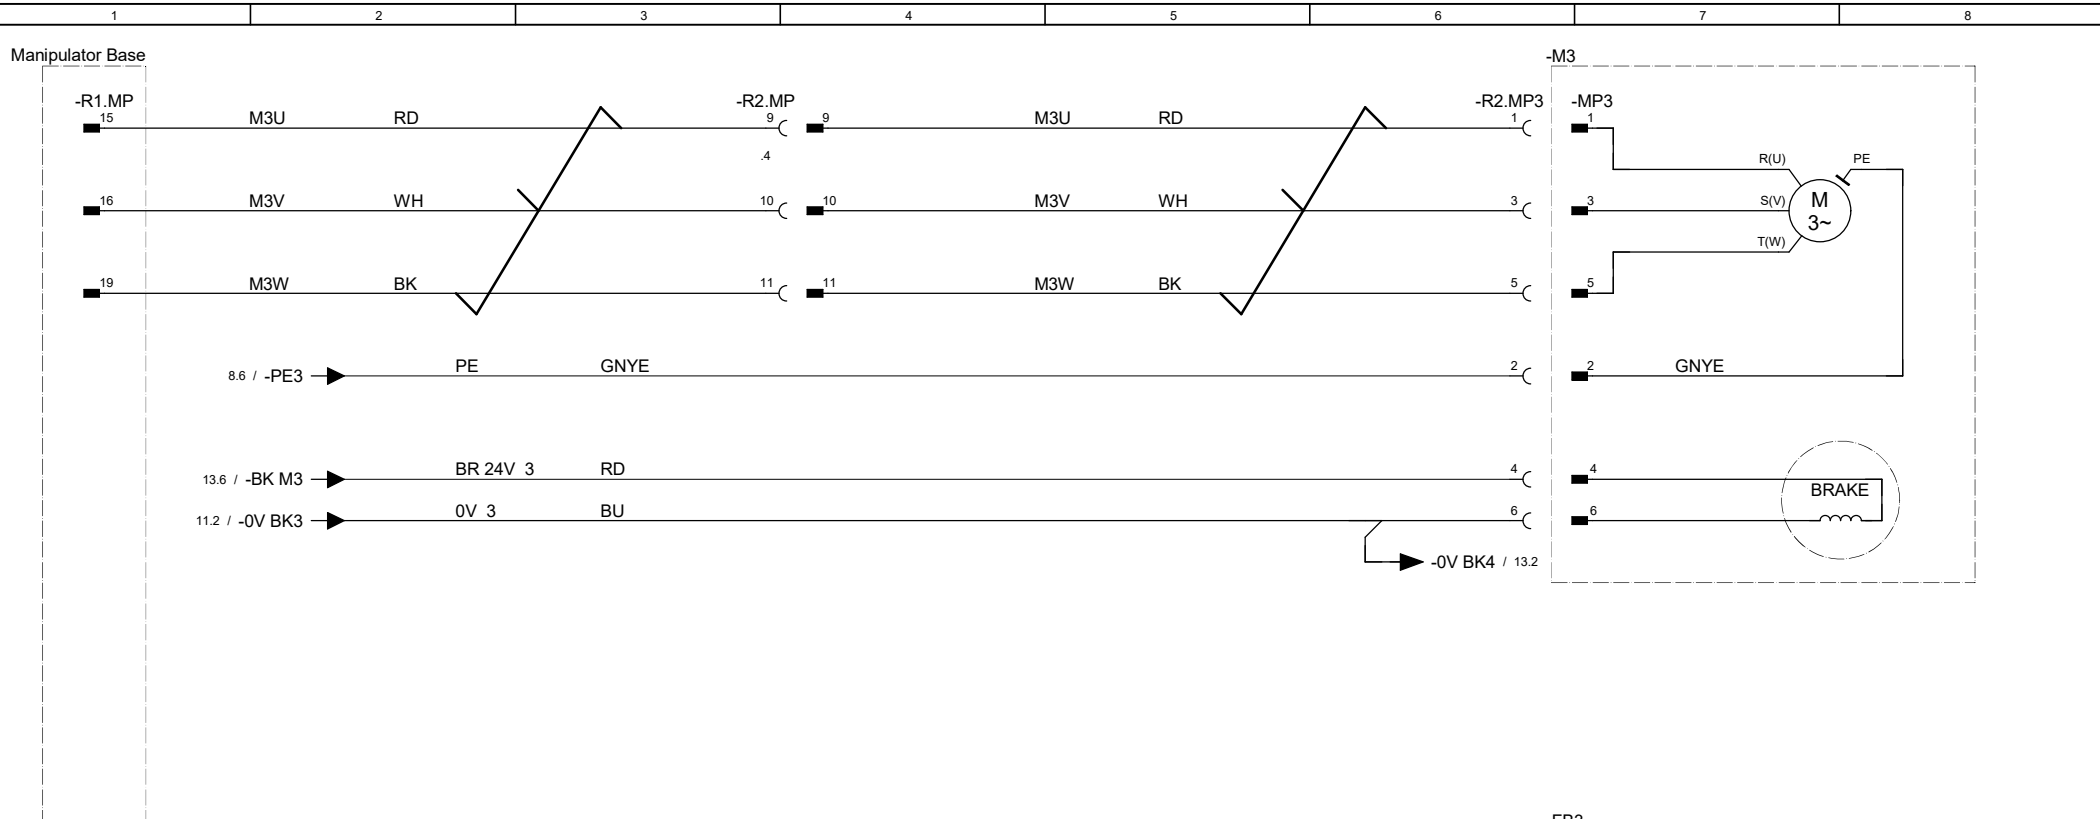 1 2 3 4 5 6 7 8
Manipulator Base -M3
-R1.MP -R2.MP -R2.MP3 -MP3
15 M3U RD 9 9 M3U RD 1 1
.4 R(U) PE
16 M3V WH 10 10 M3V WH 3 3 S(V) M
3~
T(W)
19 M3W BK 11 11 M3W BK 5 5
8.6 / -PE3 PE GNYE 2 2 GNYE
13.6 / -BK M3 BR 24V 3 RD 4 4
BRAKE
11.2 / -0V BK3 0V 3 BU 6 6
-0V BK4 / 13.2